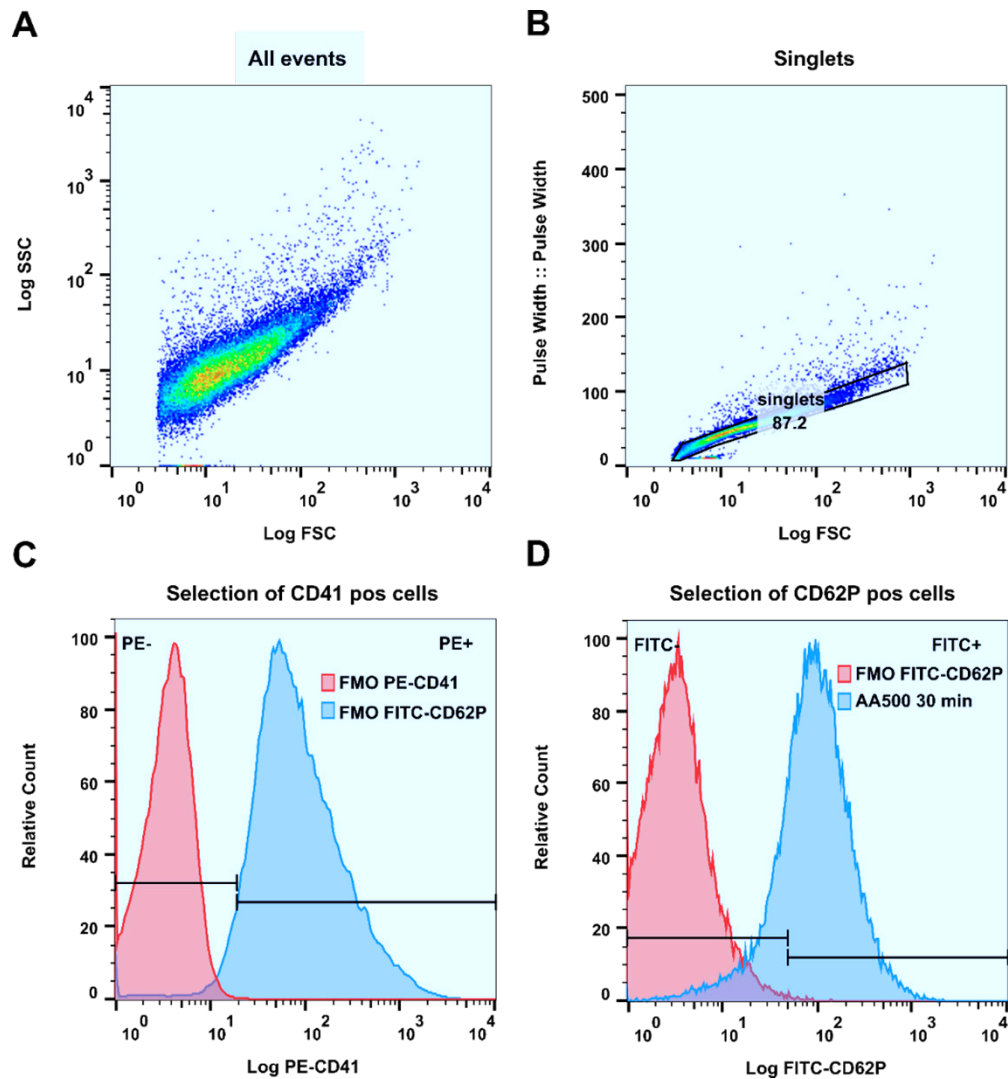 A
All events
Log SSC
10^4
10^3
10^2
10^1
10^0
10^0 10^1 10^2 10^3 10^4
Log FSC
B
Singlets
Pulse Width :: Pulse Width
500
400
300
200
100
0
singlets
87.2
10^0 10^1 10^2 10^3 10^4
Log FSC
C
Selection of CD41 pos cells
Relative Count
100
80
60
40
20
0
PE- PE+
FMO PE-CD41
FMO FITC-CD62P
10^0 10^1 10^2 10^3 10^4
Log PE-CD41
D
Selection of CD62P pos cells
Relative Count
100
80
60
40
20
0
FITC- FITC+
FMO FITC-CD62P
AA500 30 min
10^0 10^1 10^2 10^3 10^4
Log FITC-CD62P